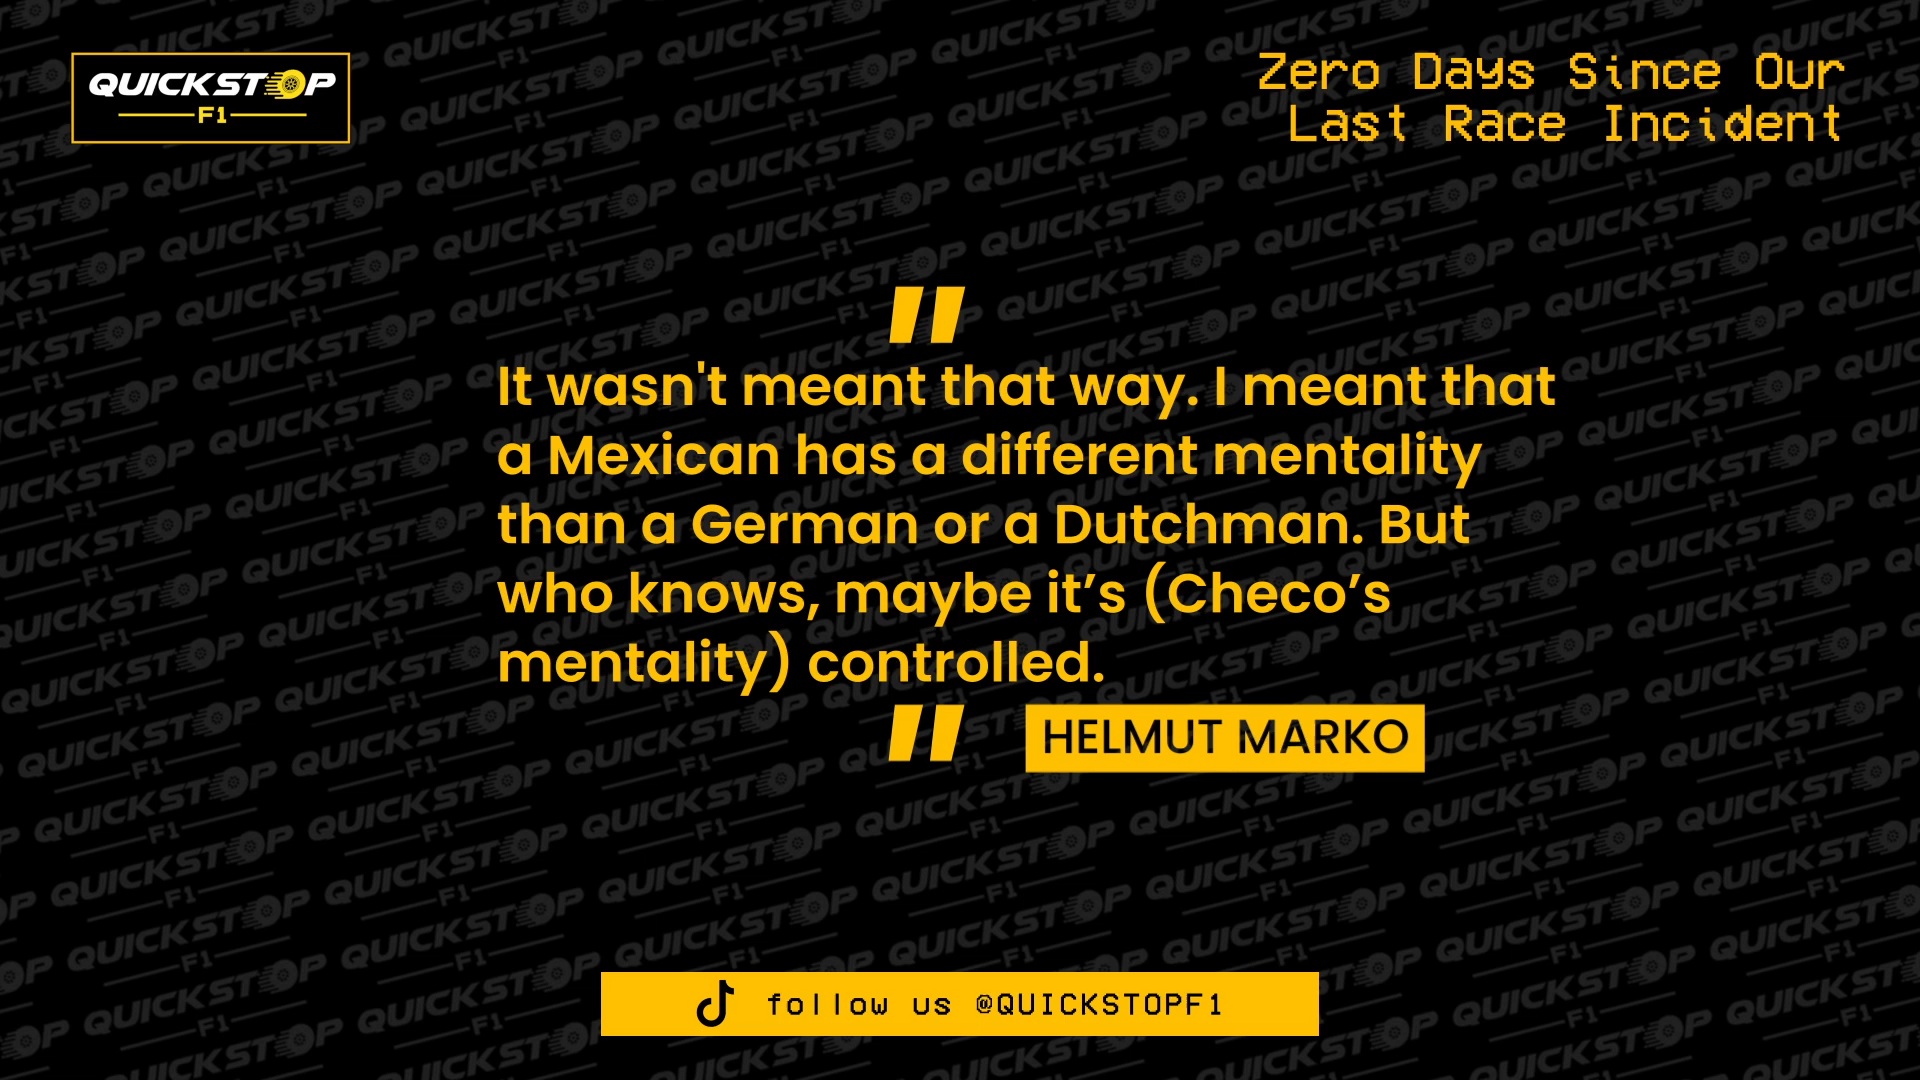 QUICKSTOP
F1
Zero Days Since Our
Last Race Incident
"
It wasn't meant that way. I meant that
a Mexican has a different mentality
than a German or a Dutchman. But
who knows, maybe it’s (Checo’s
mentality) controlled.
"
HELMUT MARKO
follow us @QUICKSTOPF1